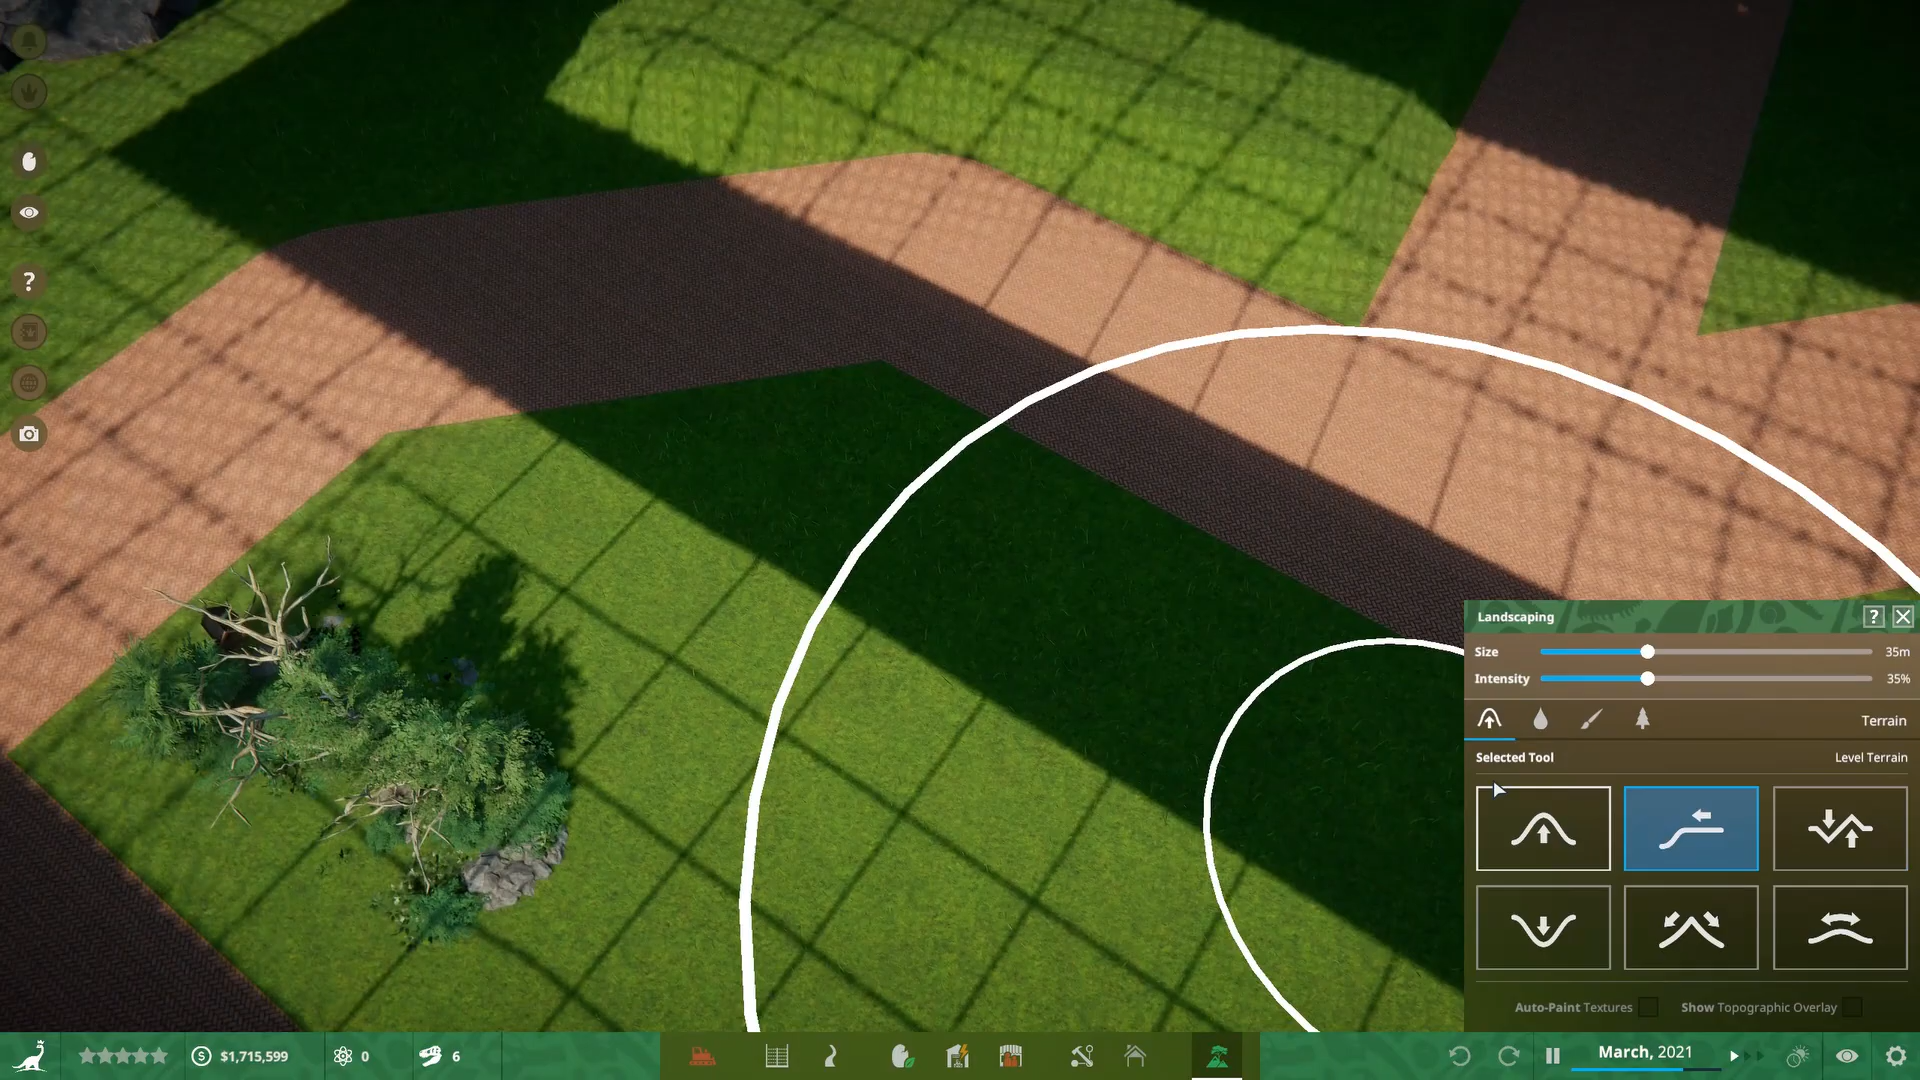 ?
Landscaping
?
Size 35m
Intensity 35%
Terrain
Selected Tool Level Terrain
Auto-Paint Textures Show Topographic Overlay
$1,715,599 0 6 March, 2021